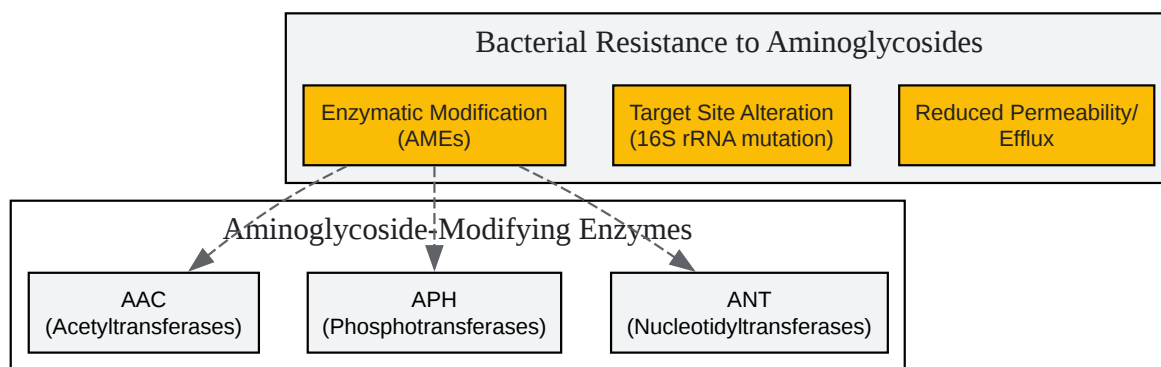 Bacterial Resistance to Aminoglycosides
Enzymatic Modification
(AMEs)
Target Site Alteration
(16S rRNA mutation)
Reduced Permeability/
Efflux
Aminoglycoside-Modifying Enzymes
AAC
(Acetyltransferases)
APH
(Phosphotransferases)
ANT
(Nucleotidyltransferases)